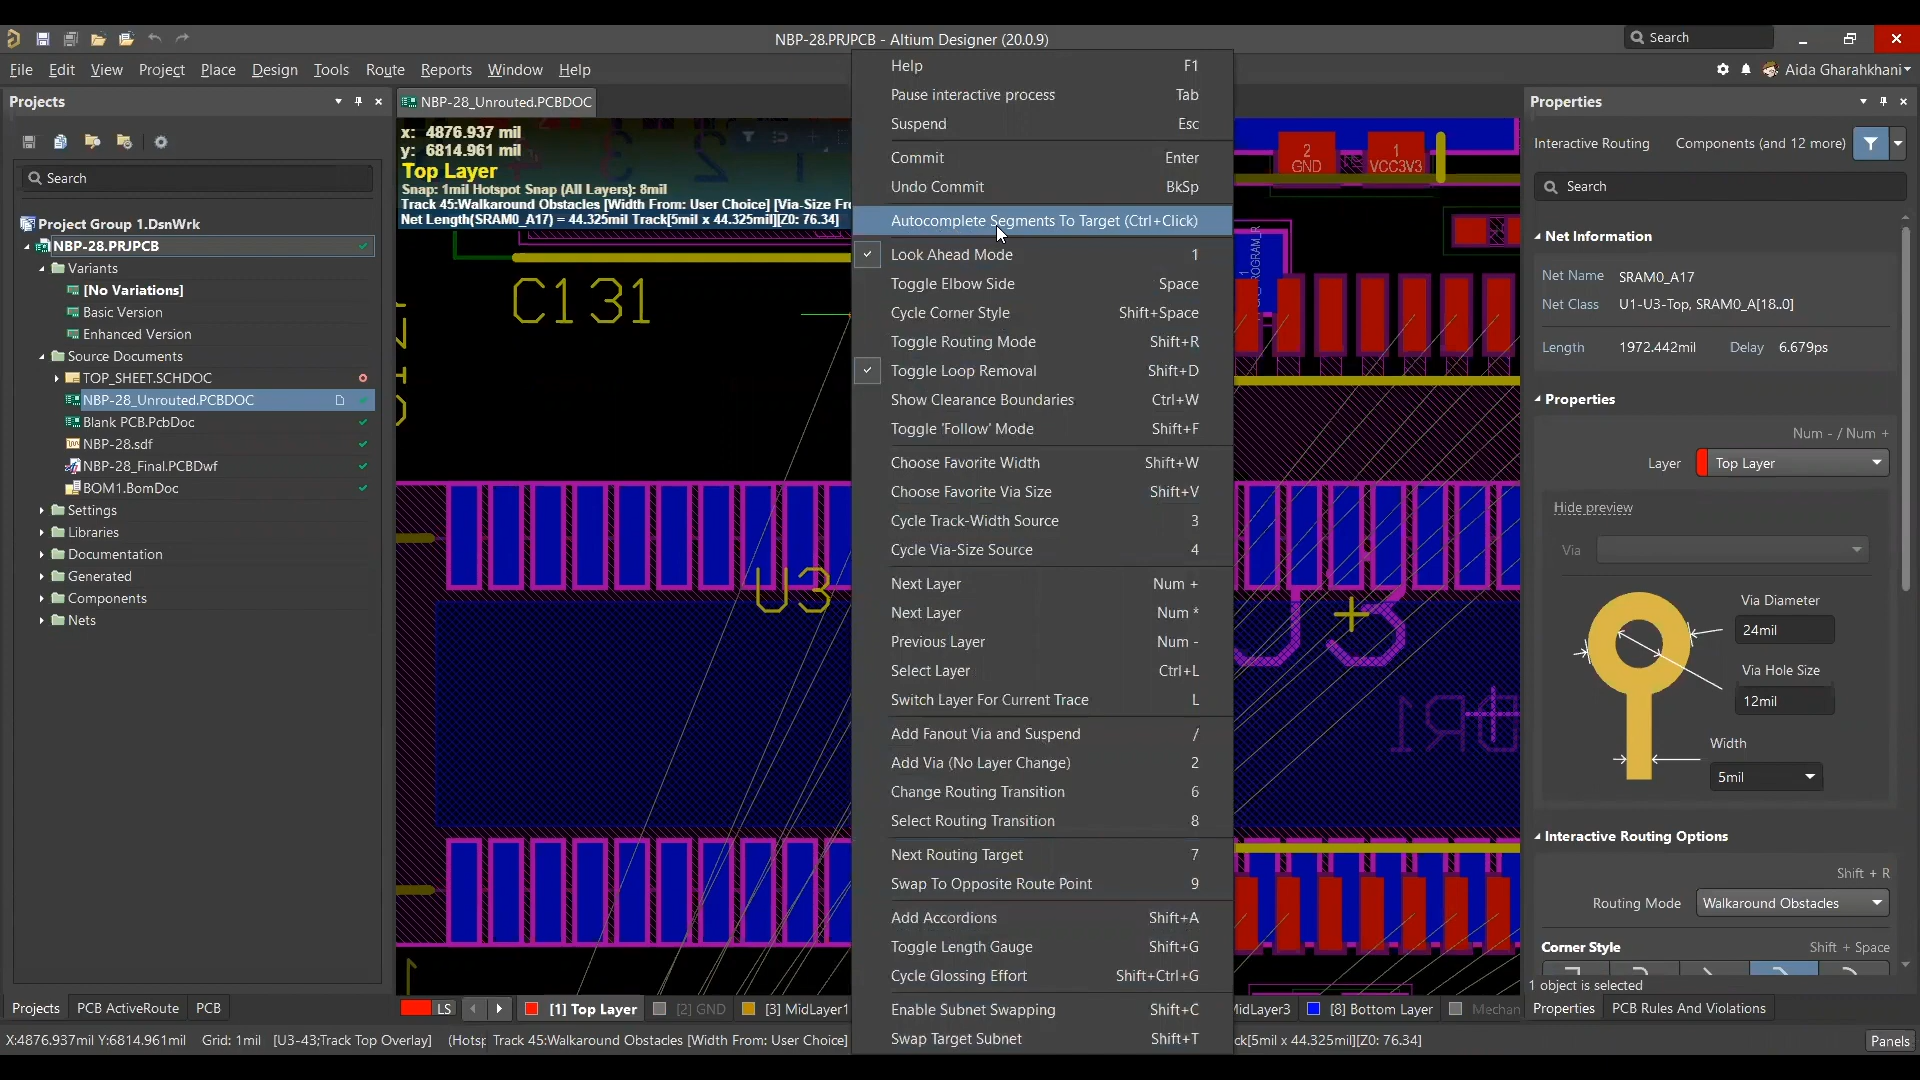 NBP-28.PRJPCB - Altium Designer (20.0.9)
Search
File Edit View Project Place Design Tools Route Reports Window Help
Aida Gharahkhani
Projects
Search
Project Group 1.DsnWrk
NBP-28.PRJPCB
Variants
[No Variations]
Basic Version
Enhanced Version
Source Documents
TOP_SHEET.SCHDOC
NBP-28_Unrouted.PCBDOC
Blank PCB.PcbDoc
NBP-28.sdf
NBP-28_Final.PCBDwf
BOM1.BomDoc
Settings
Libraries
Documentation
Generated
Components
Nets
Projects PCB ActiveRoute PCB
NBP-28_Unrouted.PCBDOC
x: 4876.937 mil
y: 6814.961 mil
Top Layer
Snap: 1mil Hotspot Snap (All Layers): 8mil
Track 45:Walkaround Obstacles [Width From: User Choice] [Via-Size Fr
Net Length(SRAM0_A17) = 44.325mil Track[5mil x 44.325mil][Z0: 76.34]
C131
U3
Help F1
Pause interactive process Tab
Suspend Esc
Commit Enter
Undo Commit BkSp
Autocomplete Segments To Target (Ctrl+Click)
Look Ahead Mode 1
Toggle Elbow Side Space
Cycle Corner Style Shift+Space
Toggle Routing Mode Shift+R
Toggle Loop Removal Shift+D
Show Clearance Boundaries Ctrl+W
Toggle 'Follow' Mode Shift+F
Choose Favorite Width Shift+W
Choose Favorite Via Size Shift+V
Cycle Track-Width Source 3
Cycle Via-Size Source 4
Next Layer Num +
Next Layer Num *
Previous Layer Num -
Select Layer Ctrl+L
Switch Layer For Current Trace L
Add Fanout Via and Suspend /
Add Via (No Layer Change) 2
Change Routing Transition 6
Select Routing Transition 8
Next Routing Target 7
Swap To Opposite Route Point 9
Add Accordions Shift+A
Toggle Length Gauge Shift+G
Cycle Glossing Effort Shift+Ctrl+G
Enable Subnet Swapping Shift+C
Swap Target Subnet Shift+T
2
GND
1
VCC3V3
ROGRAM_R
1
U3
DR1
LS [1] Top Layer [2] GND [3] MidLayer1
MidLayer3 [8] Bottom Layer Mechan
Properties
Interactive Routing Components (and 12 more)
Search
Net Information
Net Name SRAM0_A17
Net Class U1-U3-Top, SRAM0_A[18..0]
Length 1972.442mil Delay 6.679ps
Properties
Num - / Num +
Layer Top Layer
Hide preview
Via
Via Diameter
24mil
Via Hole Size
12mil
Width
5mil
Interactive Routing Options
Shift + R
Routing Mode Walkaround Obstacles
Corner Style Shift + Space
1 object is selected
Properties PCB Rules And Violations
X:4876.937mil Y:6814.961mil Grid: 1mil [U3-43;Track Top Overlay] (Hotsp Track 45:Walkaround Obstacles [Width From: User Choice]
ck[5mil x 44.325mil][Z0: 76.34]
Panels